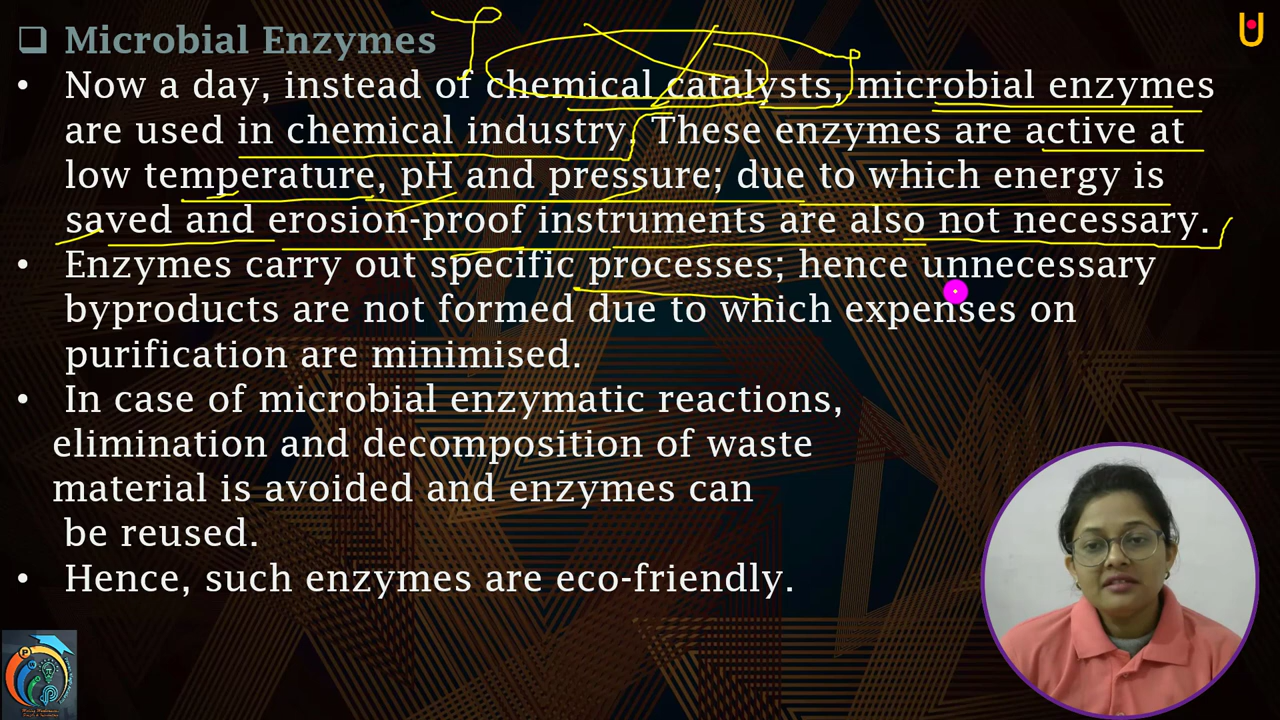 Microbial Enzymes
• Now a day, instead of chemical catalysts, microbial enzymes
are used in chemical industry. These enzymes are active at
low temperature, pH and pressure; due to which energy is
saved and erosion-proof instruments are also not necessary.
• Enzymes carry out specific processes; hence unnecessary
byproducts are not formed due to which expenses on
purification are minimised.
• In case of microbial enzymatic reactions,
elimination and decomposition of waste
material is avoided and enzymes can
be reused.
• Hence, such enzymes are eco-friendly.